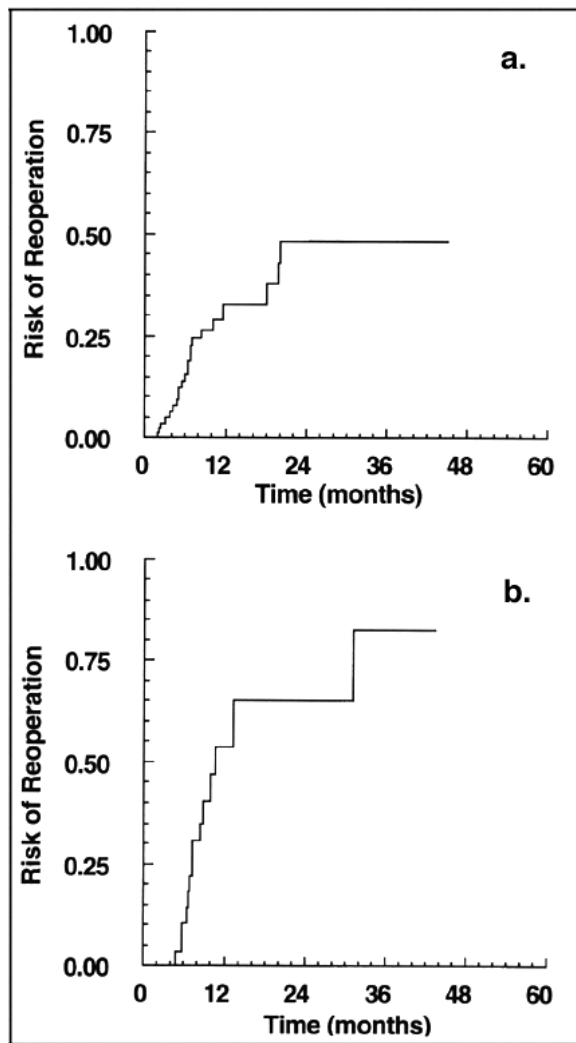 a.
Risk of Reoperation
1.00
0.75
0.50
0.25
0.00
0 12 24 36 48 60
Time (months)
b.
Risk of Reoperation
1.00
0.75
0.50
0.25
0.00
0 12 24 36 48 60
Time (months)